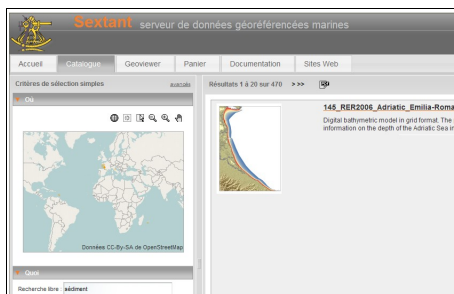 Sextant serveur de données géoréférencées marines
Accueil Catalogue Geoviewer Panier Documentation Sites Web
Critères de sélection simples avancés
Résultats 1 à 20 sur 470 > >>
Où
145_RER2006_Adriatic_Emilia-Roma
Digital bathymetric model in grid format. The
information on the depth of the Adriatic Sea in
Données CC-By-SA de OpenStreetMap
Quoi
Recherche libre : sédiment